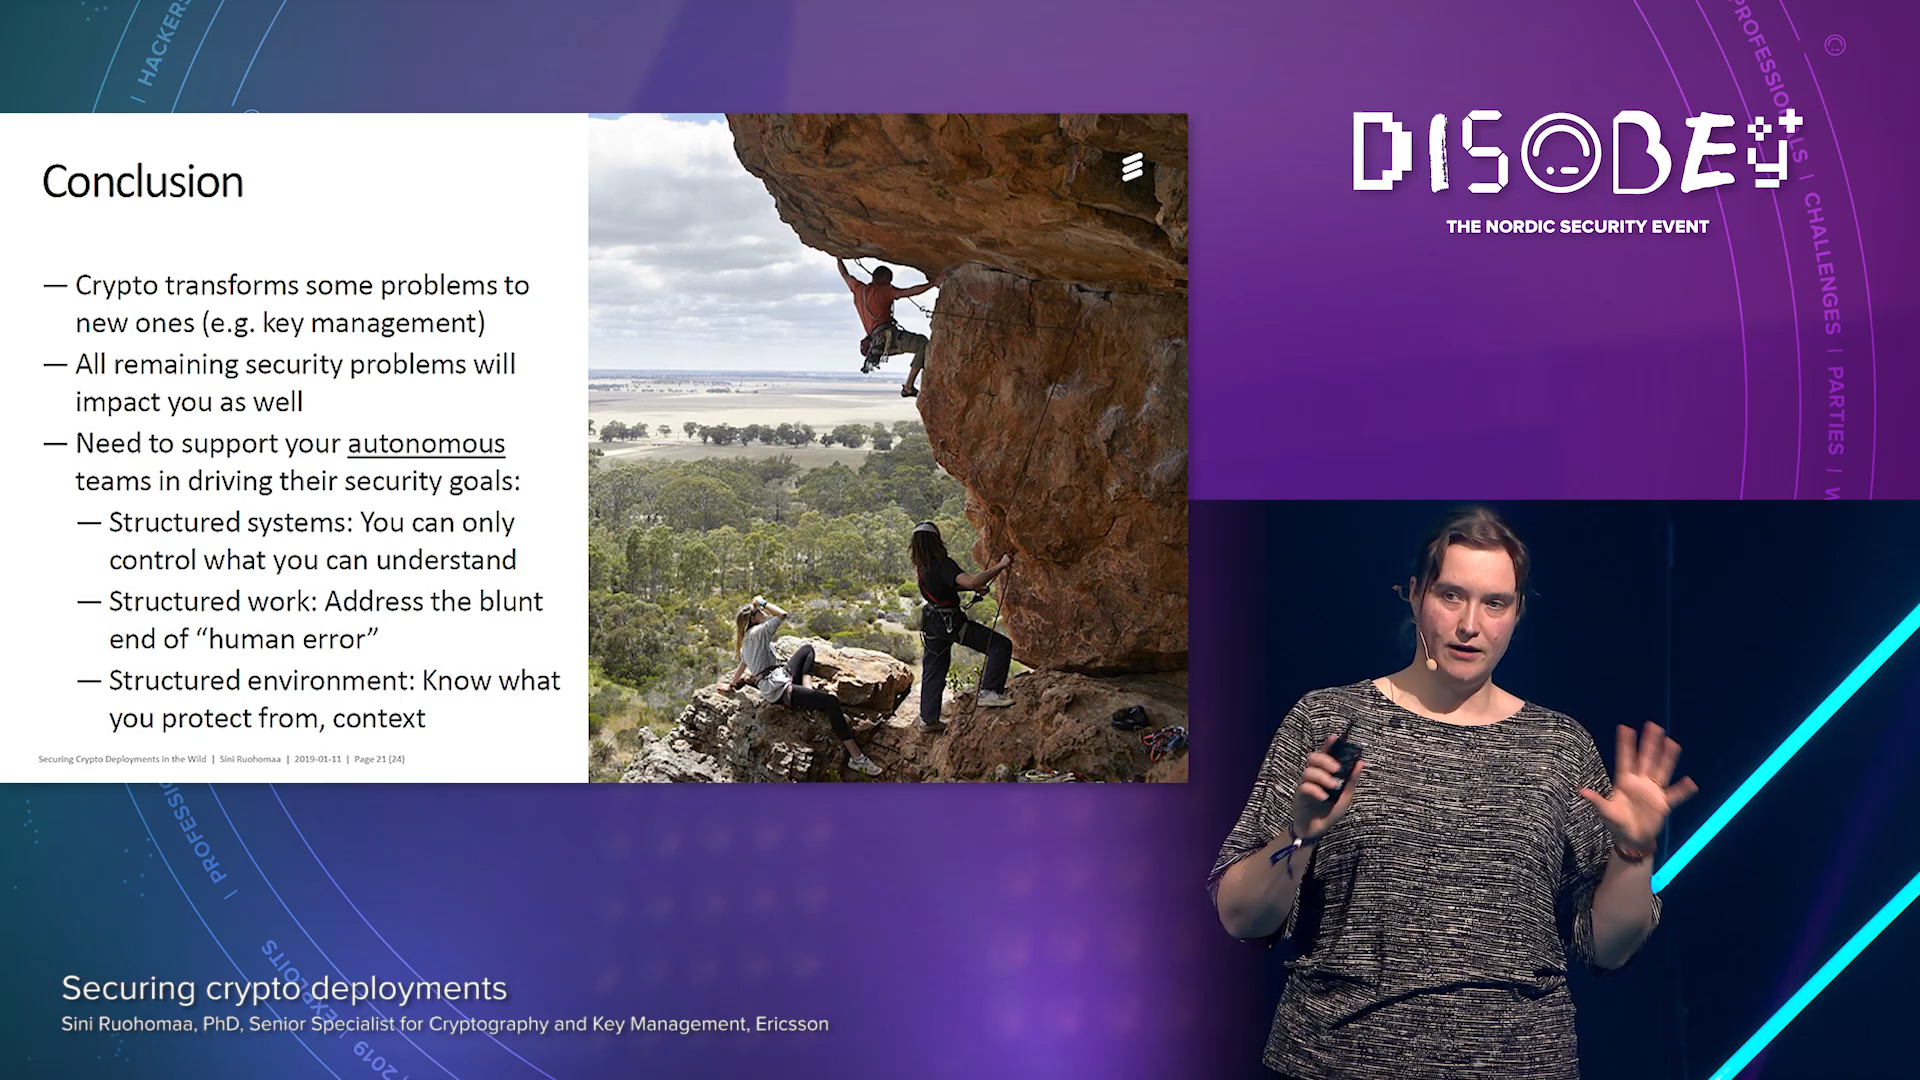 | HACKERS
PROFESSIONALS | CHALLENGES | PARTIES |
DISOBEY
THE NORDIC SECURITY EVENT
Conclusion
— Crypto transforms some problems to
new ones (e.g. key management)
— All remaining security problems will
impact you as well
— Need to support your autonomous
teams in driving their security goals:
— Structured systems: You can only
control what you can understand
— Structured work: Address the blunt
end of “human error”
— Structured environment: Know what
you protect from, context
Securing Crypto Deployments in the Wild | Sini Ruohomaa | 2019-01-11 | Page 21 (24)
| PROFESSI
EXPLOITS
2019
Securing crypto deployments
Sini Ruohomaa, PhD, Senior Specialist for Cryptography and Key Management, Ericsson